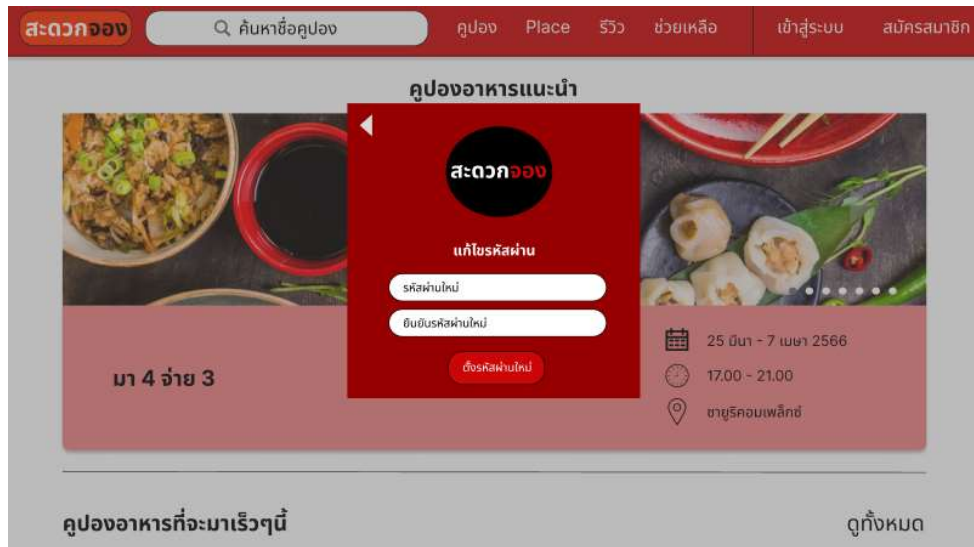 สะดวกจอง
ค้นหาชื่อคูปอง
คูปอง Place รีวิว ช่วยเหลือ เข้าสู่ระบบ สมัครสมาชิก
คูปองอาหารแนะนำ
สะดวกจอง
แก้ไขรหัสผ่าน
รหัสผ่านใหม่
ยืนยันรหัสผ่านใหม่
ตั้งรหัสผ่านใหม่
มา 4 จ่าย 3
25 มีนา - 7 เมษา 2566
17.00 - 21.00
ชายูริคอมเพล็กซ์
คูปองอาหารที่จะมาเร็วๆนี้
ดูทั้งหมด